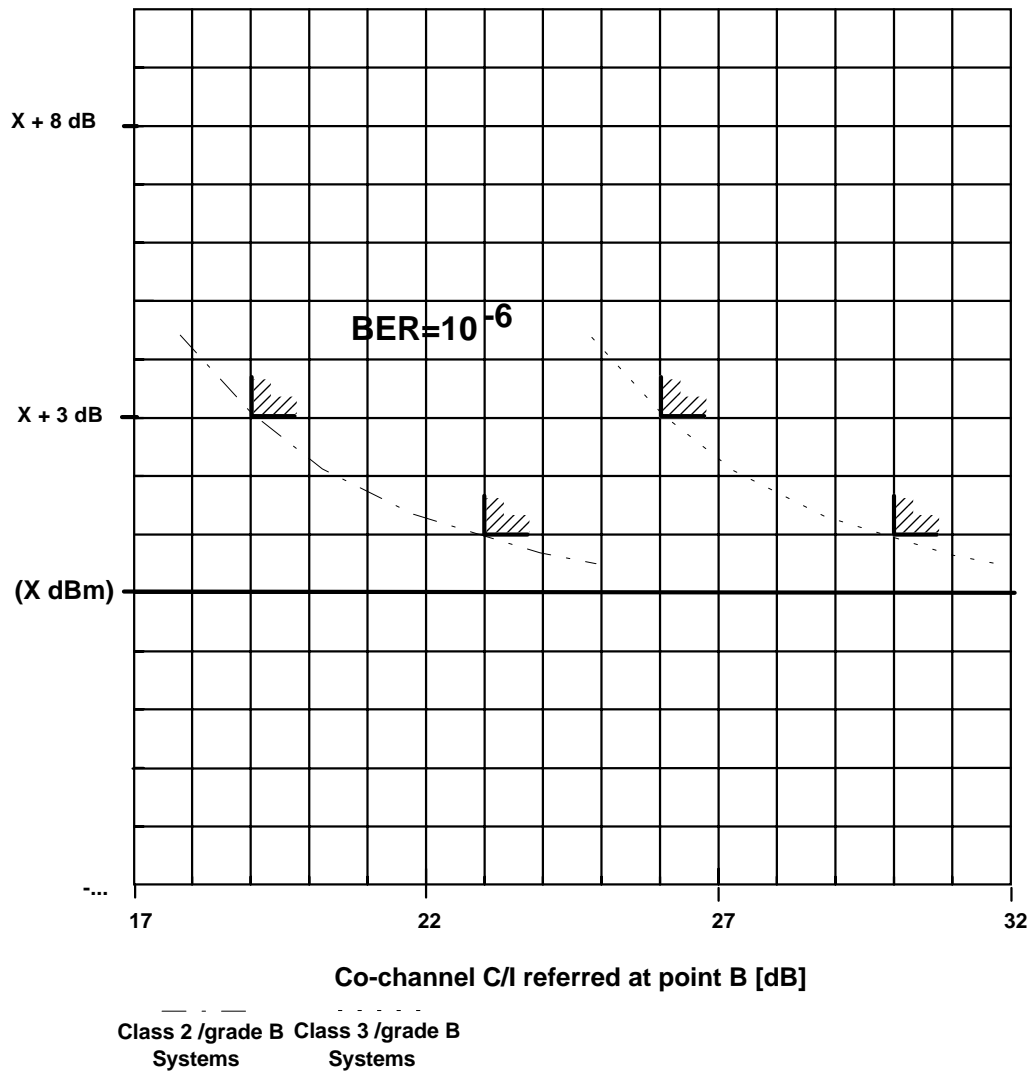 X + 8 dB
BER=10^-6
X + 3 dB
(X dBm)
-...
17 22 27 32
Co-channel C/I referred at point B [dB]
Class 2 /grade B Systems
Class 3 /grade B Systems